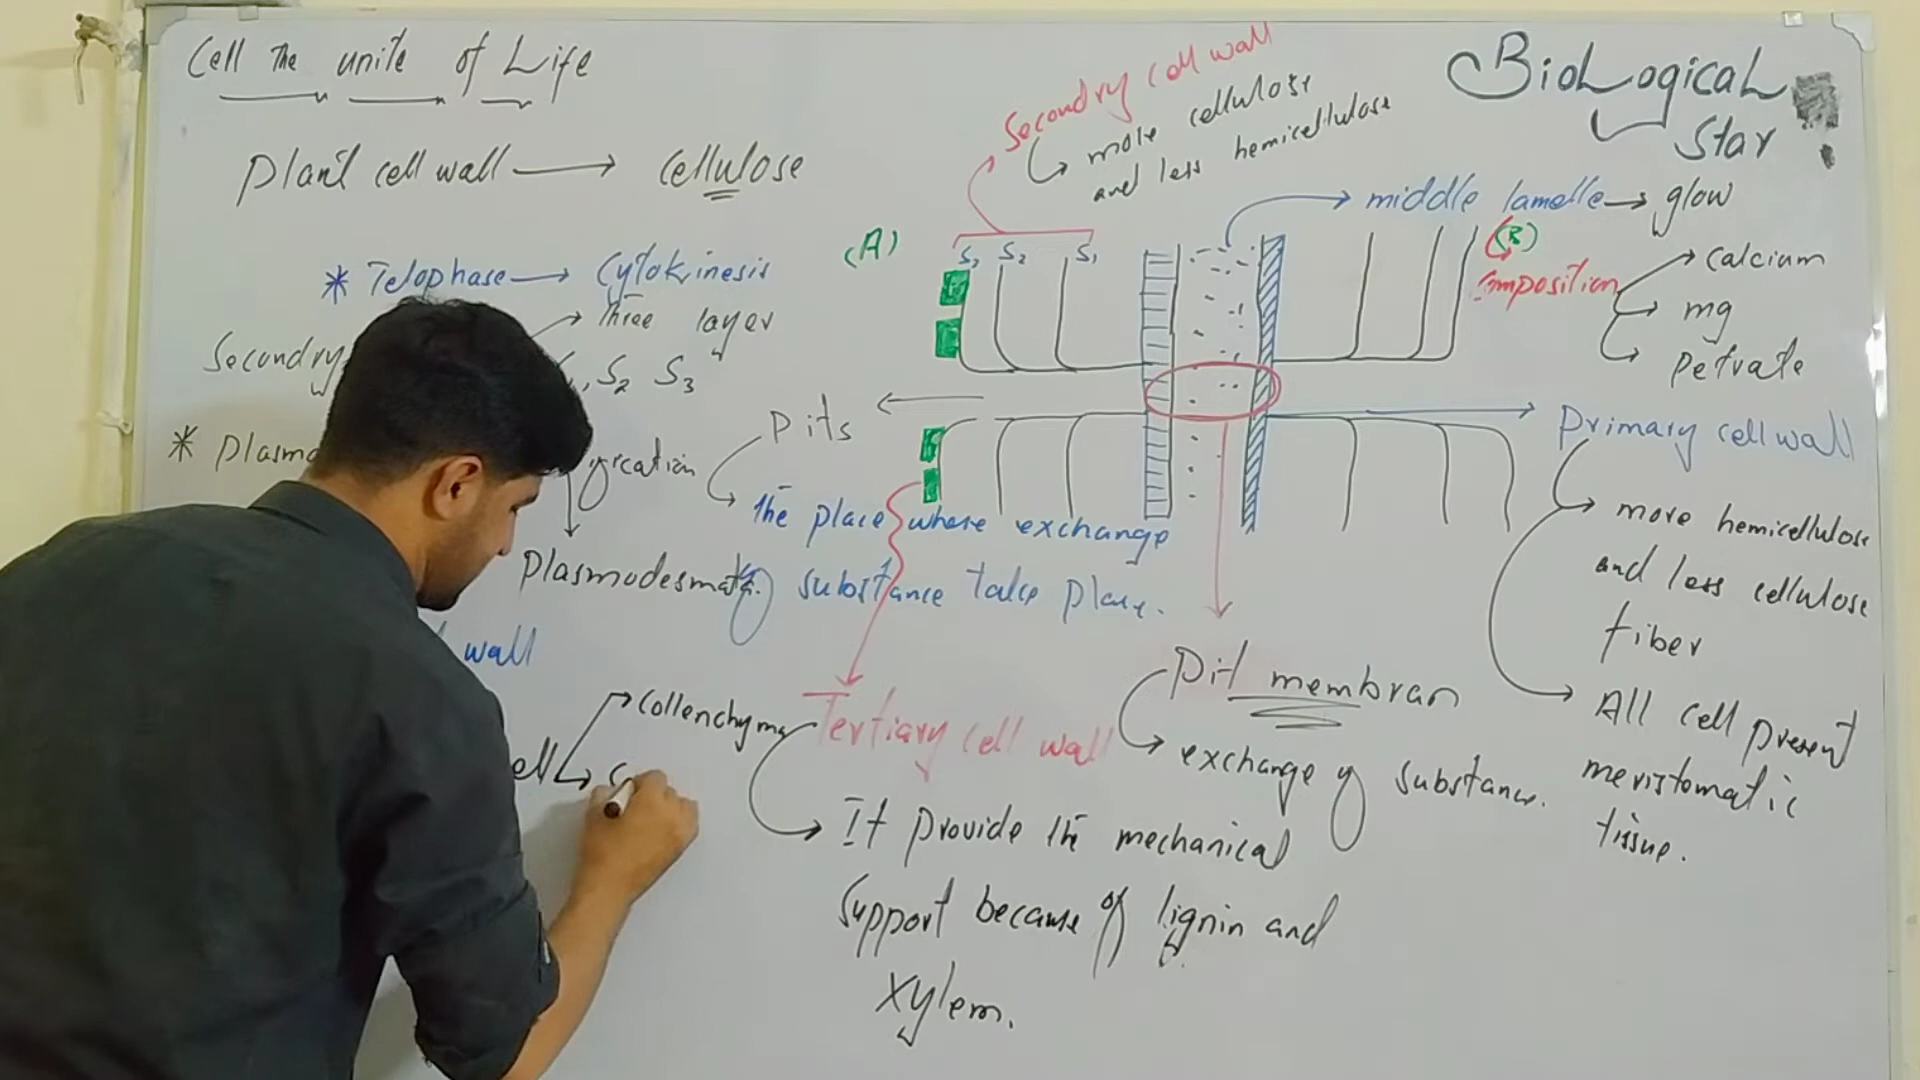 Cell The unite of Life
Plant cell wall → cellulose
* Telophase → Cytokinesis
Three layer
Secondry
S2 S3
* Plasmo
Plasmodesmata.
wall
ell
Collenchyma
Secondry cell wall
more cellulose
and less hemicellulose
(A)
S3 S2 S1
Pits
The place where exchange
of substance take place.
Tertiary cell wall
It provide the mechanical
support because of lignin and
xylem.
Pit membran
exchange of substance.
BioLogicaL
Star
middle lamelle → glow
(B)
Composition
calcium
mg
Primary cell wall
more hemicellulose
and less cellulose
fiber
All cell present
meristomatic
tissue.